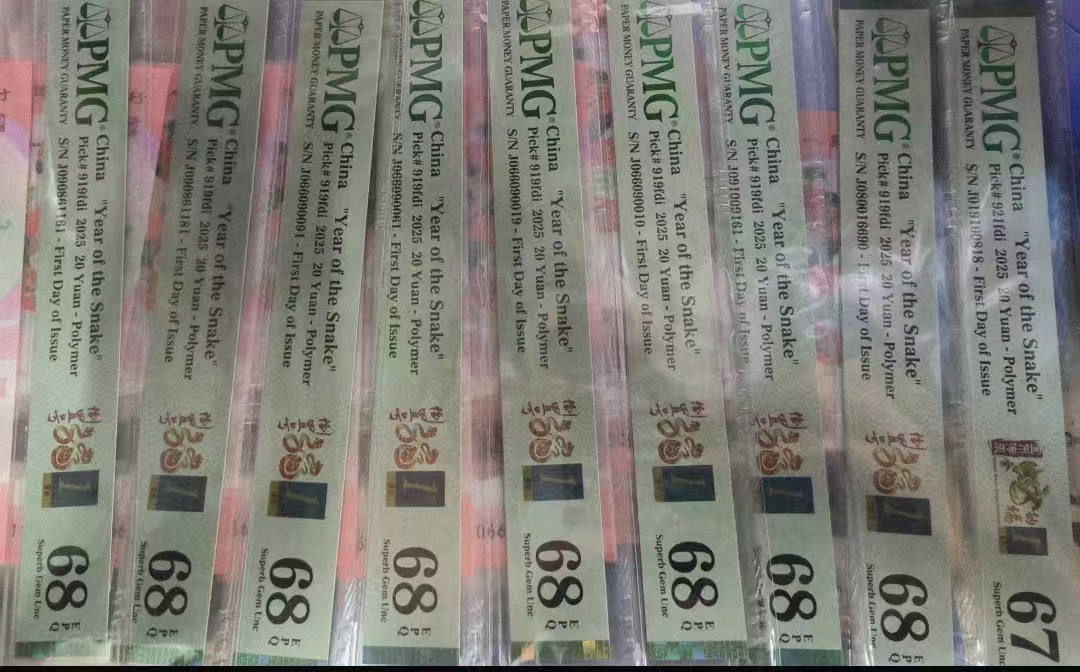 PMG®
PAPER MONEY GUARANTY
China "Year of the Snake"
Pick# 919fdi 2025 20 Yuan - Polymer
S/N J090861161 - First Day of Issue
68 EPQ
Superb Gem Unc
PMG®
PAPER MONEY GUARANTY
China "Year of the Snake"
Pick# 919fdi 2025 20 Yuan - Polymer
S/N J090861181 - First Day of Issue
68 EPQ
Superb Gem Unc
PMG®
PAPER MONEY GUARANTY
China "Year of the Snake"
Pick# 919fdi 2025 20 Yuan - Polymer
S/N J066090091 - First Day of Issue
68 EPQ
Superb Gem Unc
PMG®
PAPER MONEY GUARANTY
China "Year of the Snake"
Pick# 919fdi 2025 20 Yuan - Polymer
S/N J066090061 - First Day of Issue
68 EPQ
Superb Gem Unc
PMG®
PAPER MONEY GUARANTY
China "Year of the Snake"
Pick# 919fdi 2025 20 Yuan - Polymer
S/N J066090019 - First Day of Issue
68 EPQ
Superb Gem Unc
PMG®
PAPER MONEY GUARANTY
China "Year of the Snake"
Pick# 919fdi 2025 20 Yuan - Polymer
S/N J066090010 - First Day of Issue
68 EPQ
Superb Gem Unc
PMG®
PAPER MONEY GUARANTY
China "Year of the Snake"
Pick# 919fdi 2025 20 Yuan - Polymer
S/N J091009161 - First Day of Issue
68 EPQ
Superb Gem Unc
PMG®
PAPER MONEY GUARANTY
China "Year of the Snake"
Pick# 919fdi 2025 20 Yuan - Polymer
S/N J080016690 - First Day of Issue
68 EPQ
Superb Gem Unc
PMG®
PAPER MONEY GUARANTY
China "Year of the Snake"
Pick# 921fdi 2025 20 Yuan - Polymer
S/N J019100818 - First Day of Issue
67
Superb Gem Unc
066